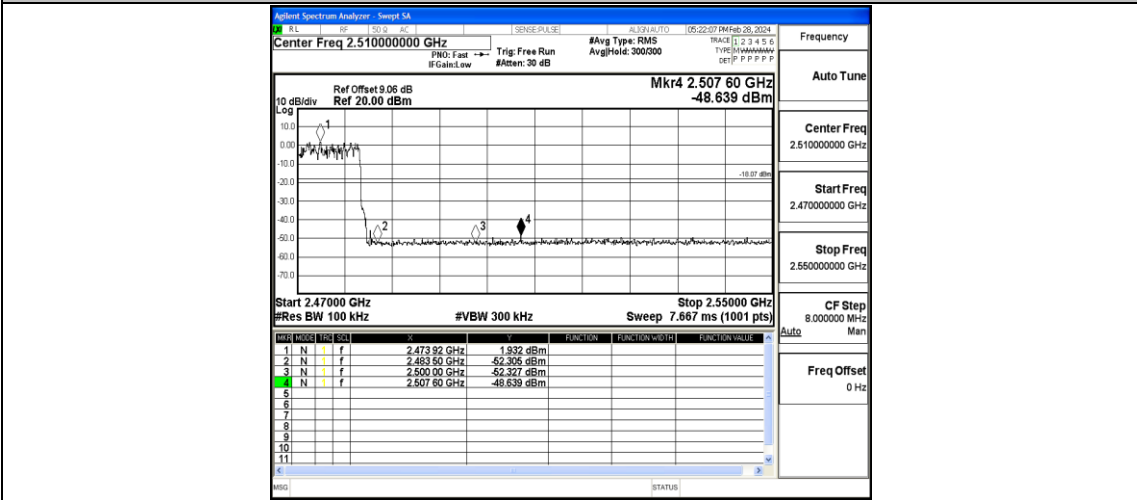 Agilent Spectrum Analyzer - Swept SA
RL RF 50 Ω AC SENSE:PULSE ALIGN AUTO 05:22:07 PM Feb 28, 2024
Center Freq 2.510000000 GHz
PNO: Fast
IFGain:Low
Trig: Free Run
#Atten: 30 dB
#Avg Type: RMS
Avg|Hold: 300/300
TRACE 1 2 3 4 5 6
TYPE M WWWWW
DET P P P P P P
Frequency
Auto Tune
Center Freq
2.510000000 GHz
Start Freq
2.470000000 GHz
Stop Freq
2.550000000 GHz
CF Step
8.000000 MHz
Auto Man
Freq Offset
0 Hz
Mkr4 2.507 60 GHz
-48.639 dBm
Ref Offset 9.06 dB
10 dB/div Ref 20.00 dBm
Log
10.0
0.00
-10.0
-20.0
-30.0
-40.0
-50.0
-60.0
-70.0
1
2
3
4
-18.07 dBm
Start 2.47000 GHz Stop 2.55000 GHz
#Res BW 100 kHz #VBW 300 kHz Sweep 7.667 ms (1001 pts)
MKR MODE TRC SCL X Y FUNCTION FUNCTION WIDTH FUNCTION VALUE
1 N 1 f 2.473 92 GHz 1.932 dBm
2 N 1 f 2.483 50 GHz -52.305 dBm
3 N 1 f 2.500 00 GHz -52.327 dBm
4 N 1 f 2.507 60 GHz -48.639 dBm
5
6
7
8
9
10
11
MSG STATUS